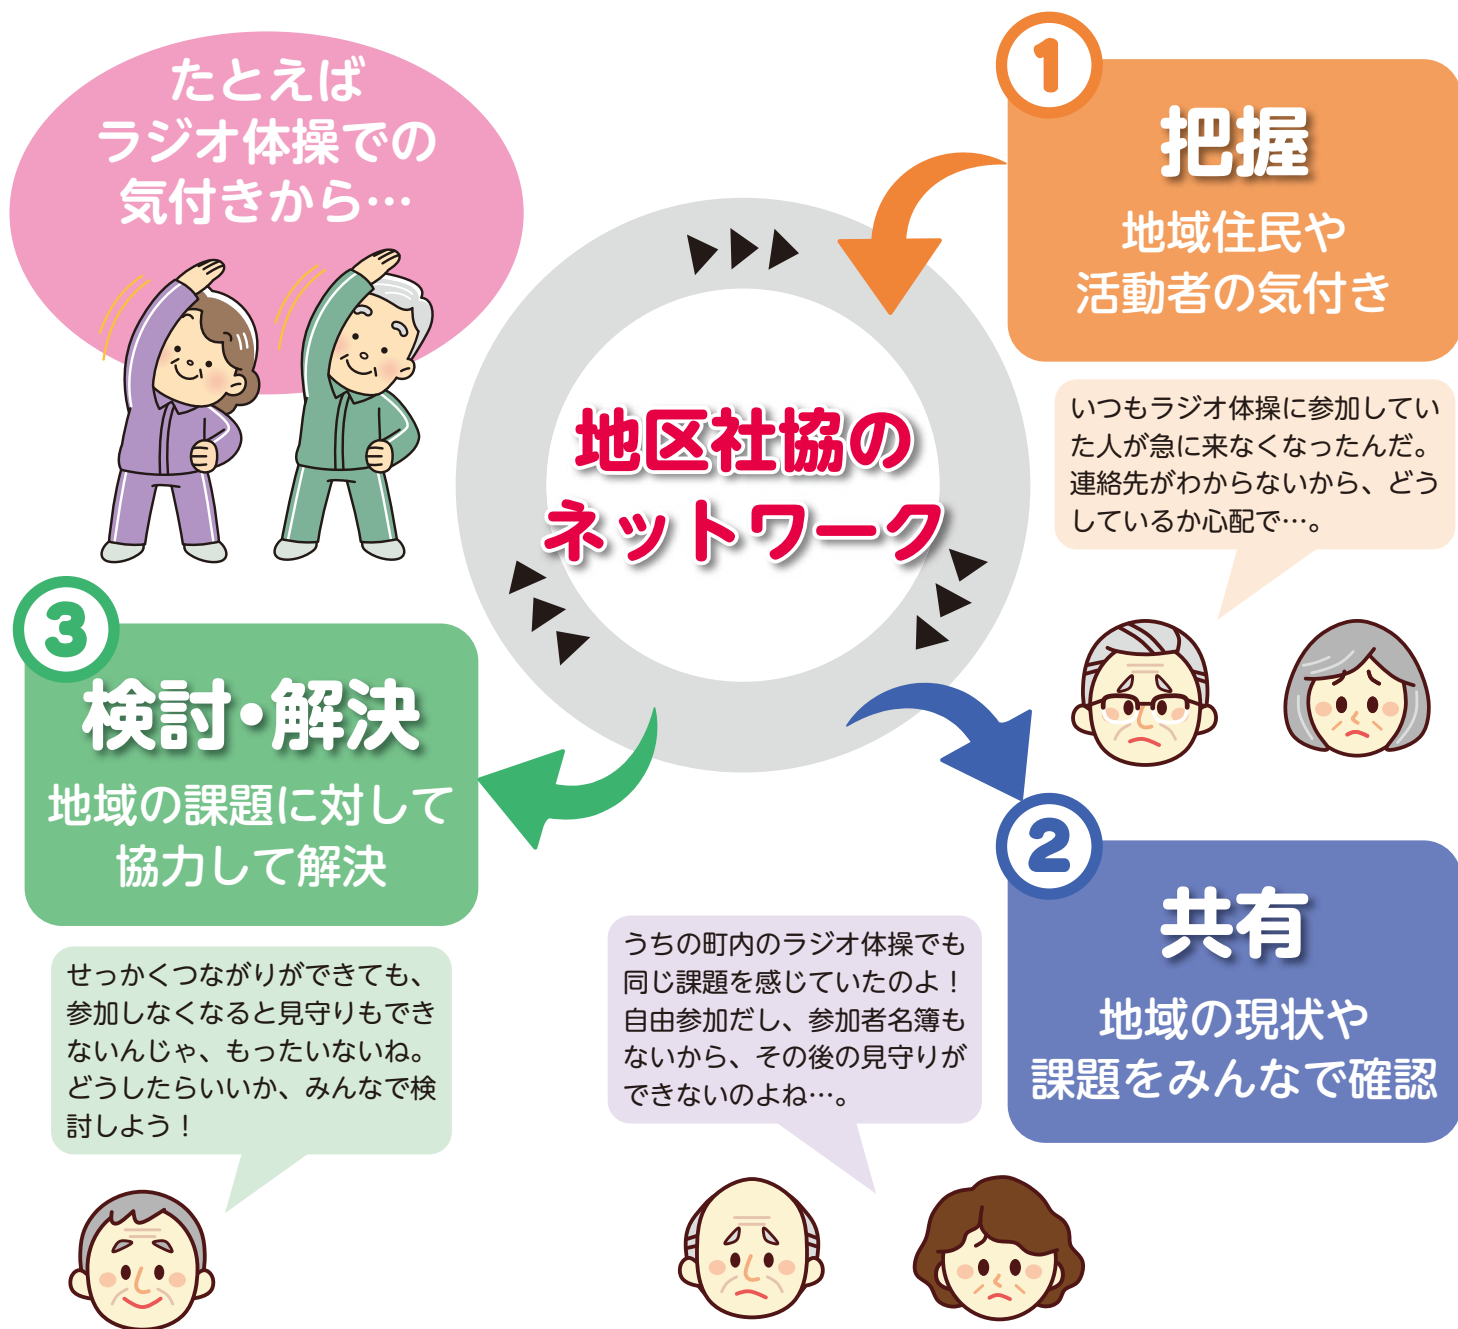 たとえば
ラジオ体操での
気付きから…
地区社協の
ネットワーク
1
把握
地域住民や
活動者の気付き
いつもラジオ体操に参加してい
た人が急に来なくなったんだ。
連絡先がわからないから、どう
しているか心配で…。
2
共有
地域の現状や
課題をみんなで確認
うちの町内のラジオ体操でも
同じ課題を感じていたのよ！
自由参加だし、参加者名簿も
ないから、その後の見守りが
できないのよね…。
3
検討・解決
地域の課題に対して
協力して解決
せっかくつながりができても、
参加しなくなると見守りもでき
ないんじゃ、もったいないね。
どうしたらいいか、みんなで検
討しよう！